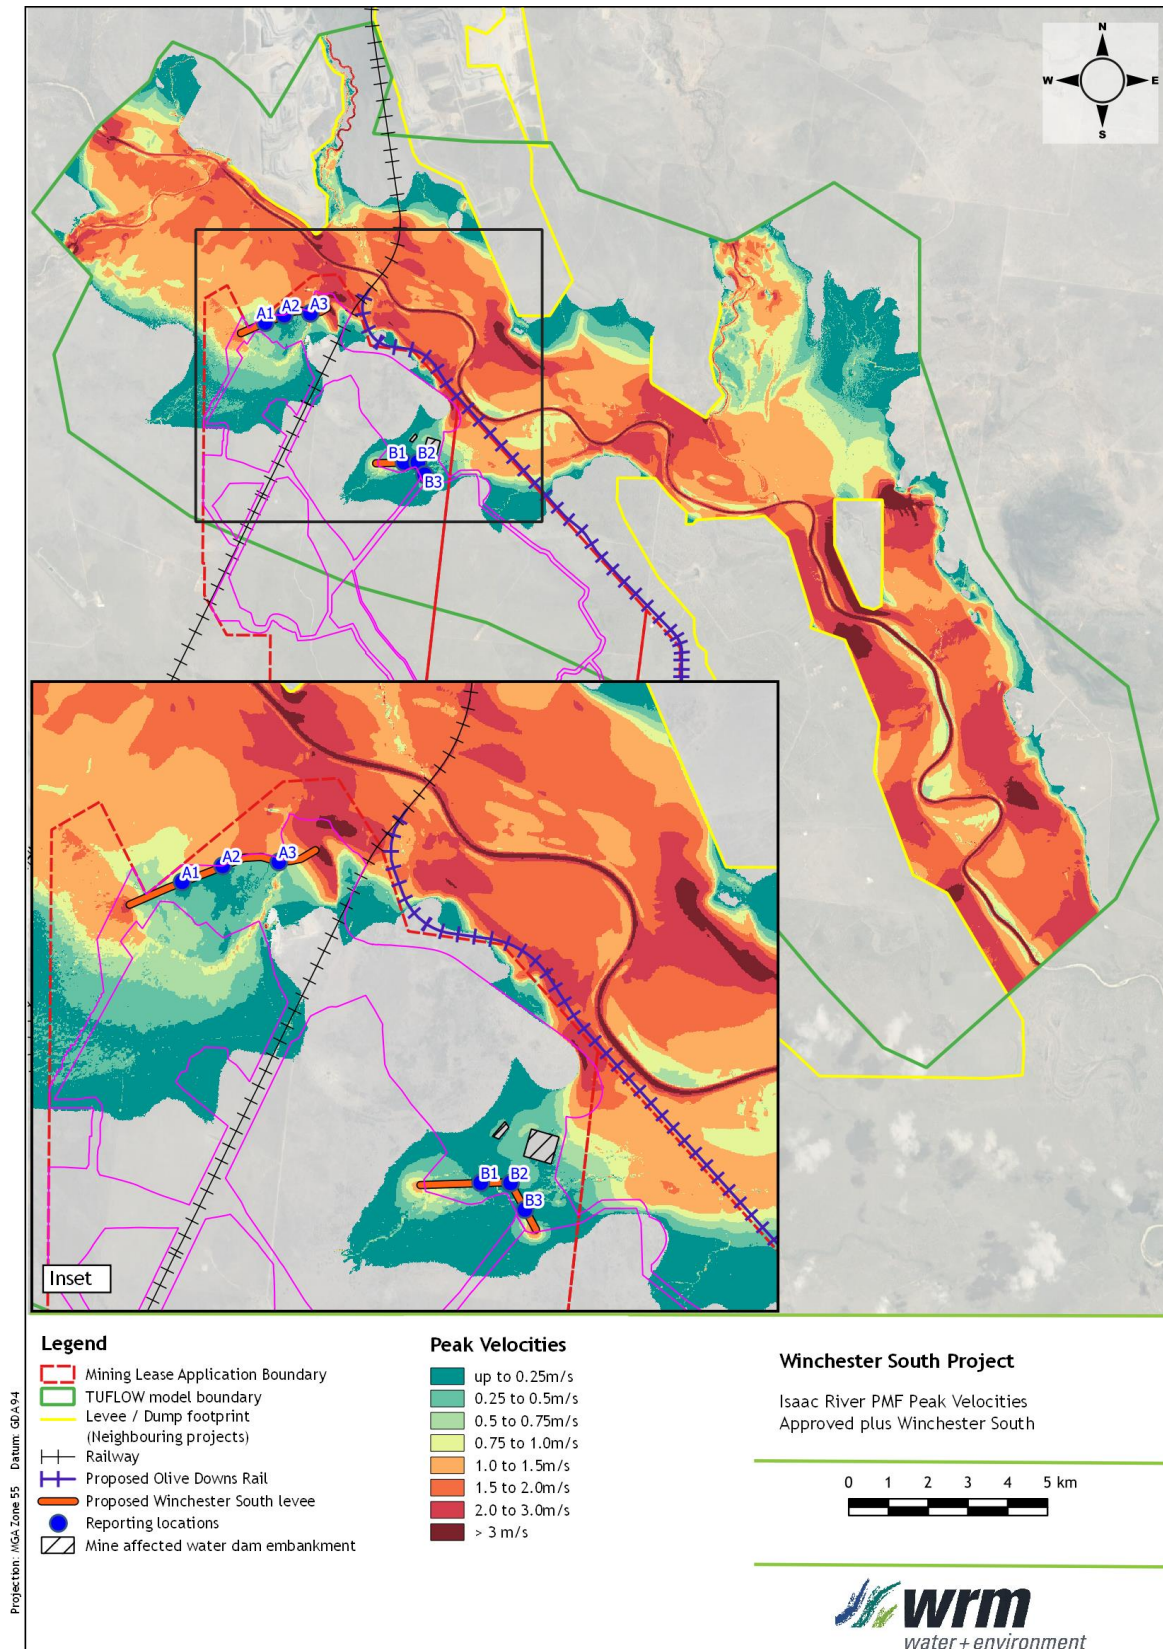 N
W E
S
A1 A2 A3
B1 B2
B3
A1 A2 A3
B1 B2
B3
Inset
Legend
Mining Lease Application Boundary
TUFLOW model boundary
Levee / Dump footprint
(Neighbouring projects)
Railway
Proposed Olive Downs Rail
Proposed Winchester South levee
Reporting locations
Mine affected water dam embankment
Peak Velocities
up to 0.25m/s
0.25 to 0.5m/s
0.5 to 0.75m/s
0.75 to 1.0m/s
1.0 to 1.5m/s
1.5 to 2.0m/s
2.0 to 3.0m/s
> 3 m/s
Winchester South Project
Isaac River PMF Peak Velocities
Approved plus Winchester South
0 1 2 3 4 5 km
wrm
water + environment
Projection: MGA Zone 55 Datum: GDA94